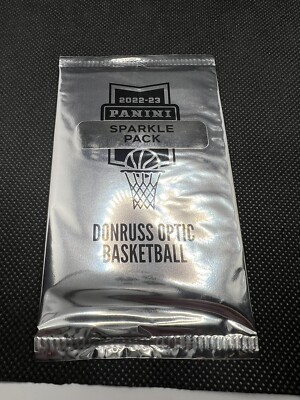 2022-23
PANINI
SPARKLE
PACK
DONRUSS OPTIC
BASKETBALL